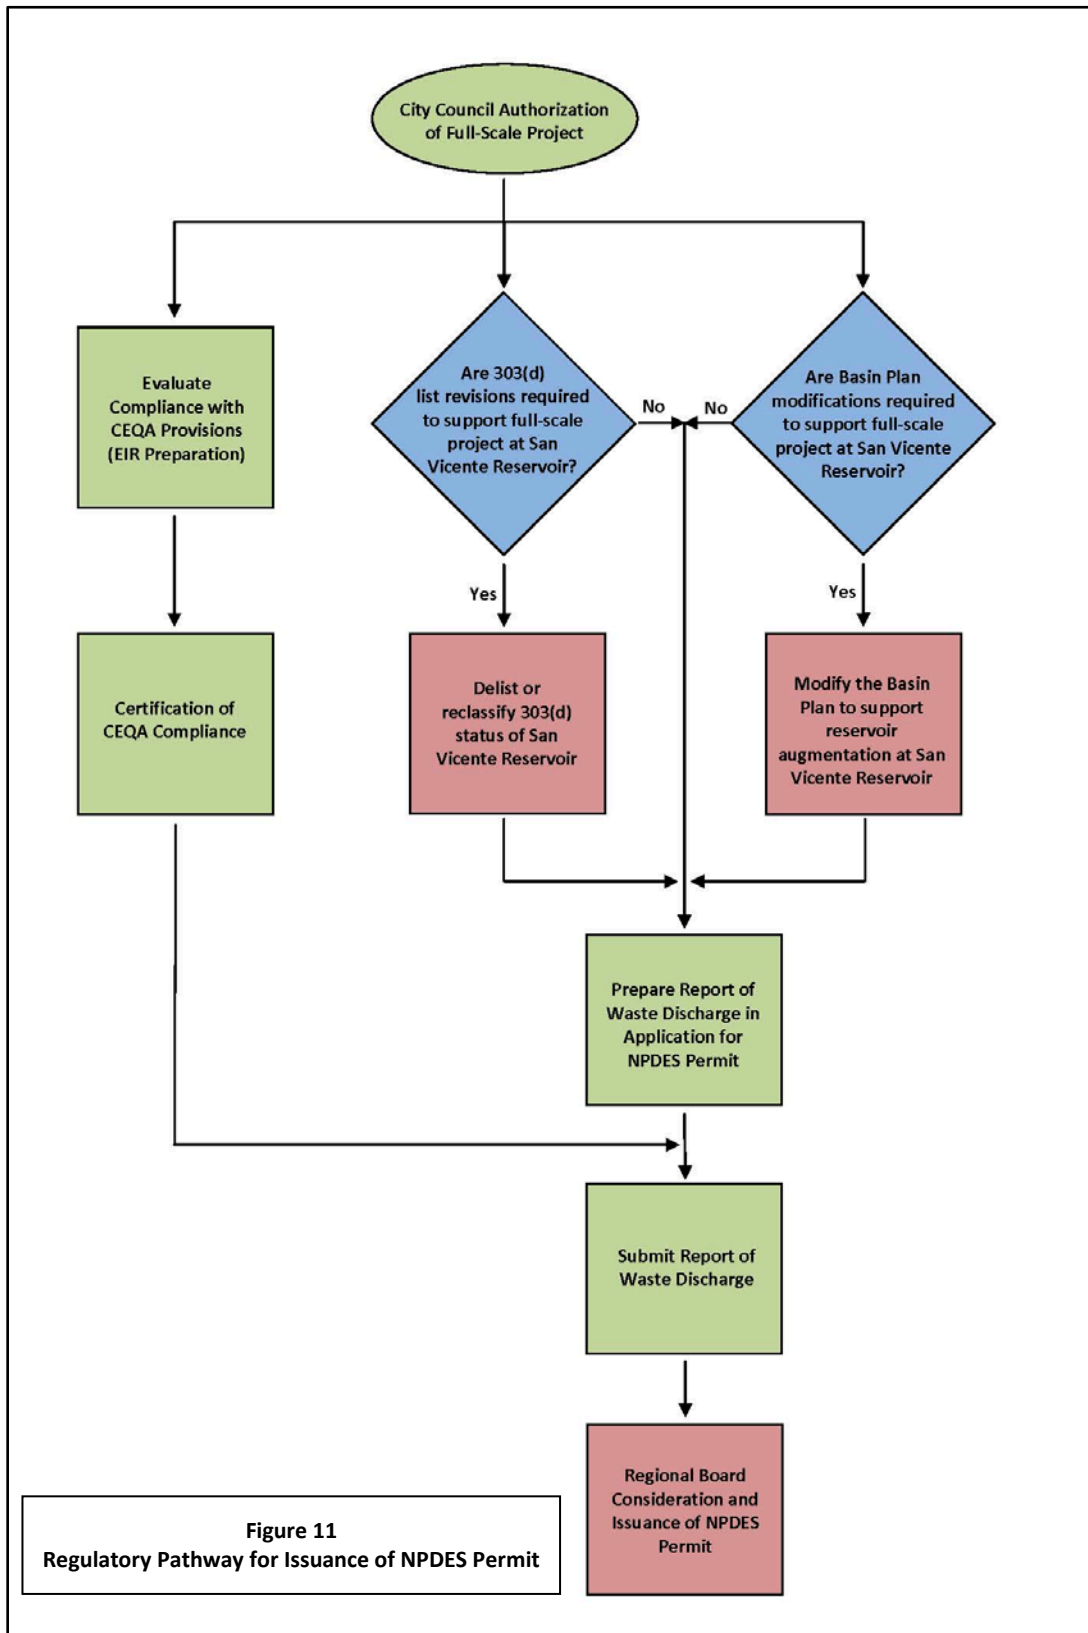 City Council Authorization
of Full-Scale Project
Evaluate
Compliance with
CEQA Provisions
(EIR Preparation)
Are 303(d)
list revisions required
to support full-scale
project at San
Vicente Reservoir?
No
No
Are Basin Plan
modifications required
to support full-scale
project at San Vicente
Reservoir?
Yes
Yes
Certification of
CEQA Compliance
Delist or
reclassify 303(d)
status of San
Vicente Reservoir
Modify the Basin
Plan to support
reservoir
augmentation at San
Vicente Reservoir
Prepare Report of
Waste Discharge in
Application for
NPDES Permit
Submit Report of
Waste Discharge
Regional Board
Consideration and
Issuance of NPDES
Permit
Figure 11
Regulatory Pathway for Issuance of NPDES Permit